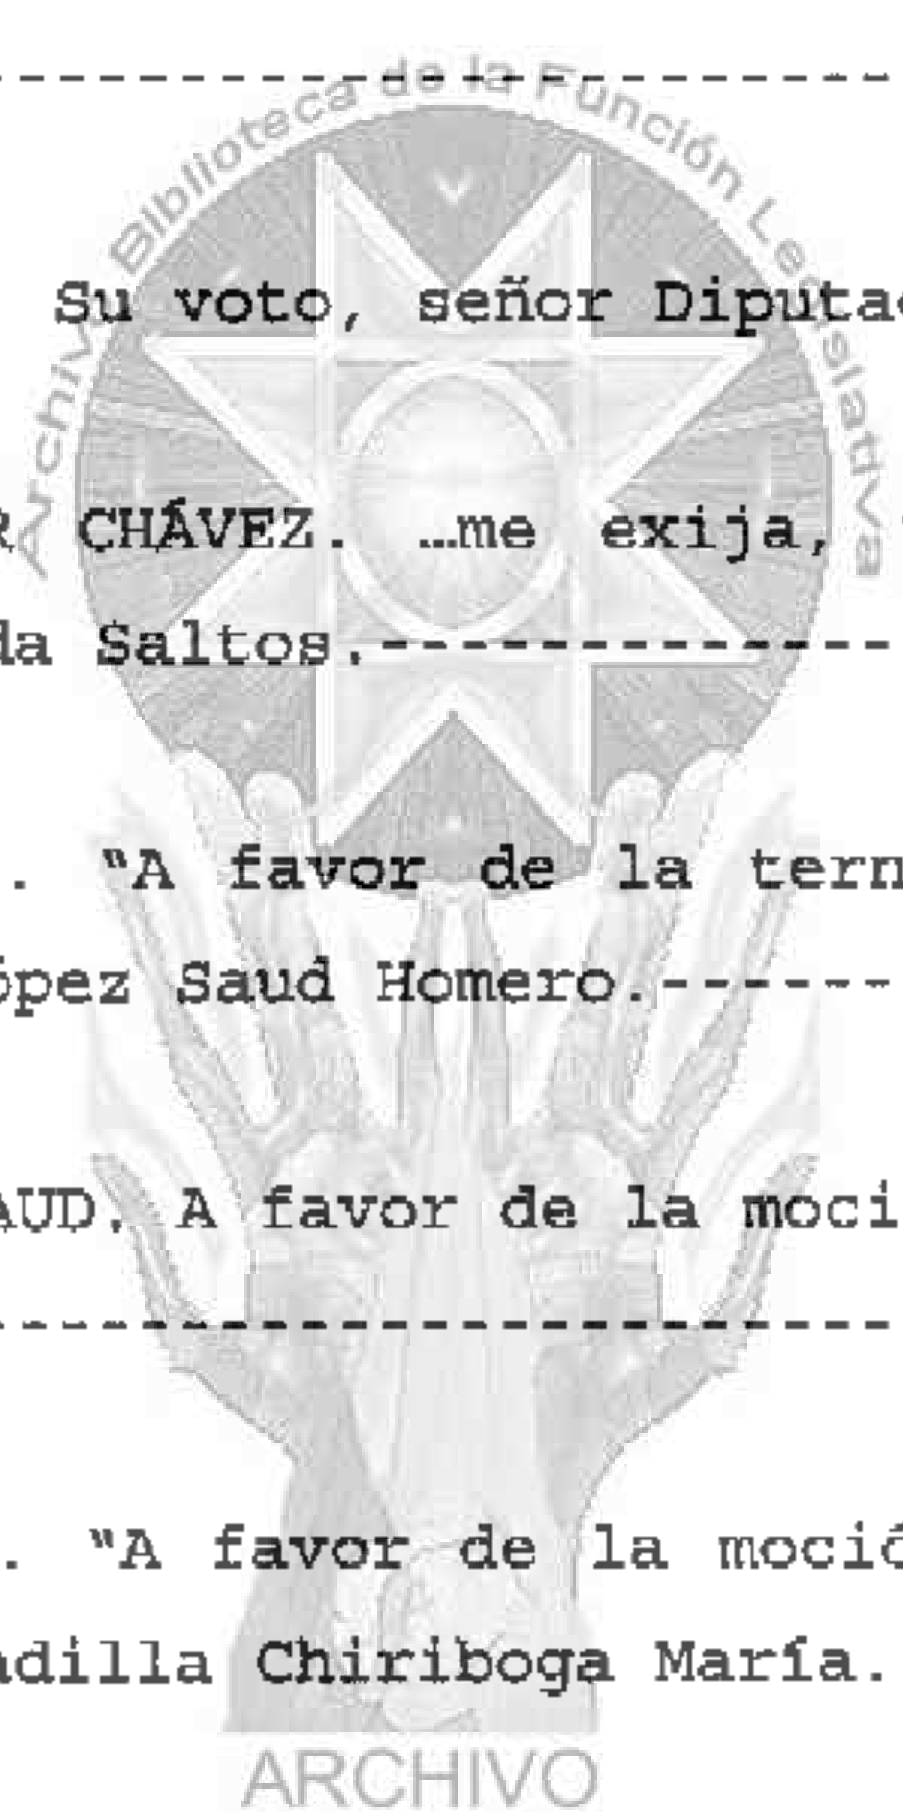 Archivo Biblioteca de la Función Legislativa
Su voto, señor Diputad
R CHÁVEZ. …me exija,
da Saltos.--------------
. "A favor de la tern
ópez Saud Homero.------
AUD. A favor de la moci
----------------------
. "A favor de la moció
adilla Chiriboga María.
ARCHIVO